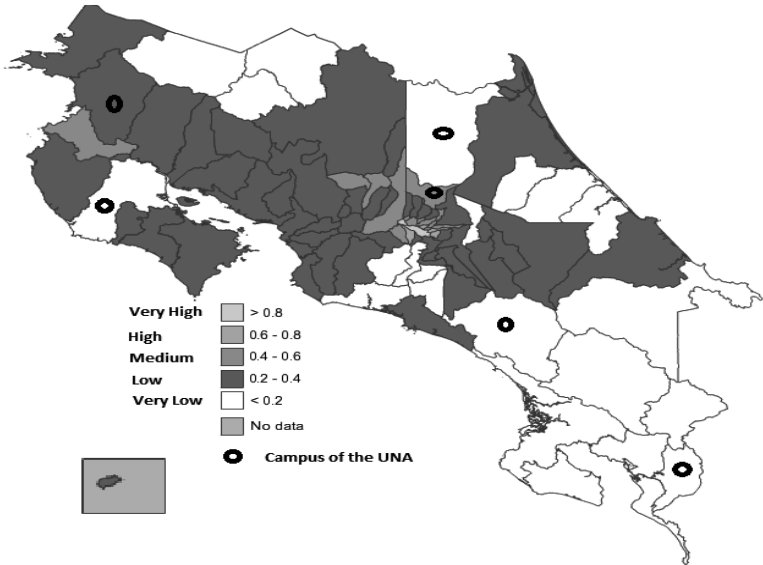 Very High > 0.8
High 0.6 - 0.8
Medium 0.4 - 0.6
Low 0.2 - 0.4
Very Low < 0.2
No data
Campus of the UNA